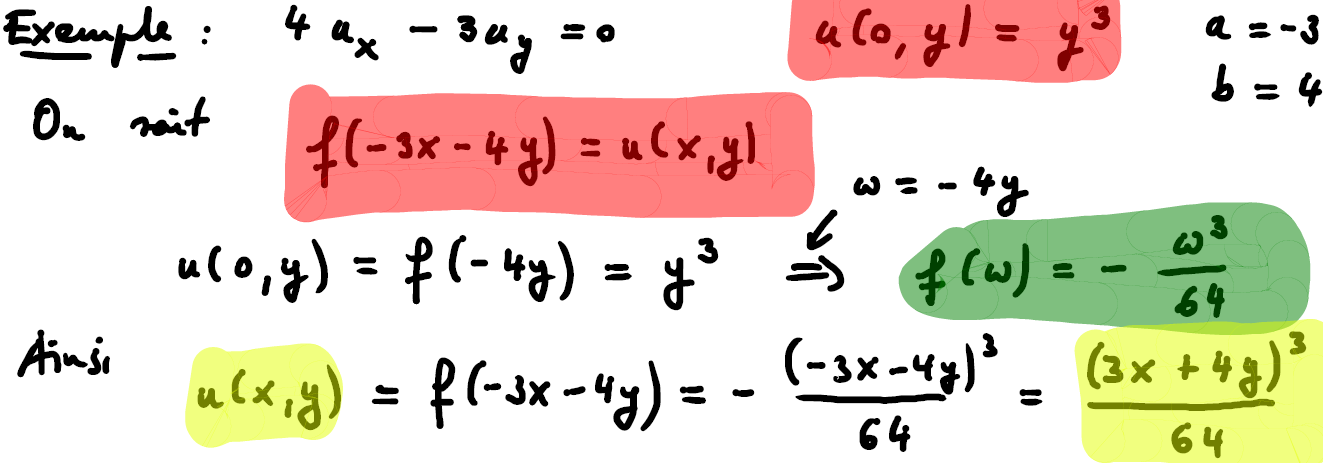 Exemple : 4 u_x - 3u_y = 0 u(0, y) = y³ a = -3
b = 4
On sait f(-3x - 4y) = u(x,y)
ω = - 4y
u(0,y) = f(-4y) = y³ ⇒ f(ω) = - ω³/64
Ainsi u(x,y) = f(-3x - 4y) = - (-3x - 4y)³/64 = (3x + 4y)³/64